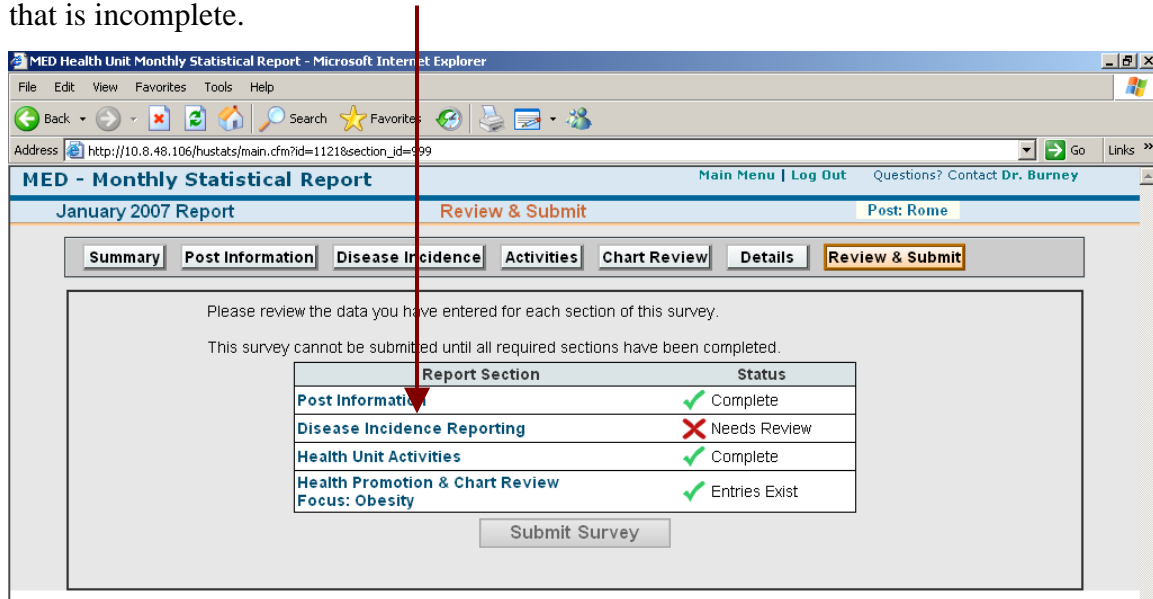 that is incomplete.
MED Health Unit Monthly Statistical Report - Microsoft Internet Explorer
File Edit View Favorites Tools Help
Back Search Favorites
Address http://10.8.48.106/hustats/main.cfm?id=1121&section_id=999 Go Links »
MED - Monthly Statistical Report Main Menu | Log Out Questions? Contact Dr. Burney
January 2007 Report Review & Submit Post: Rome
Summary Post Information Disease Incidence Activities Chart Review Details Review & Submit
Please review the data you have entered for each section of this survey.
This survey cannot be submitted until all required sections have been completed.
Report Section Status
Post Information Complete
Disease Incidence Reporting Needs Review
Health Unit Activities Complete
Health Promotion & Chart Review
Focus: Obesity Entries Exist
Submit Survey